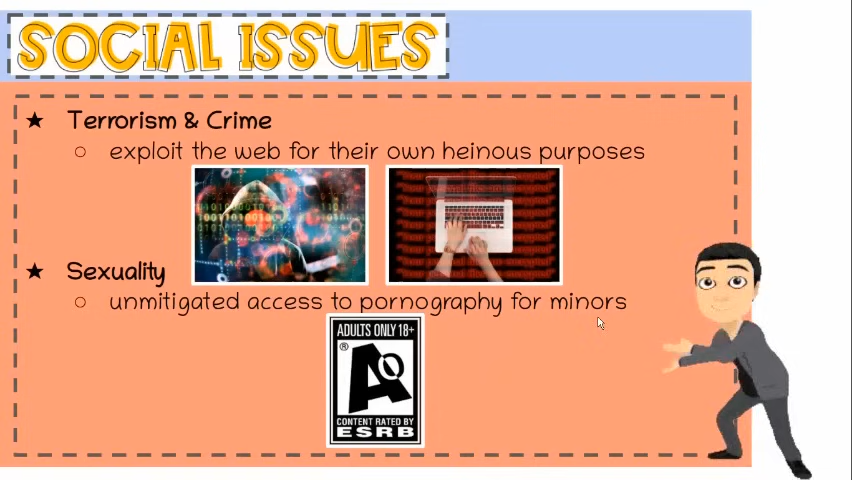 SOCIAL ISSUES
★ Terrorism & Crime
○ exploit the web for their own heinous purposes
★ Sexuality
○ unmitigated access to pornography for minors
ADULTS ONLY 18+
®
AO
CONTENT RATED BY
ESRB